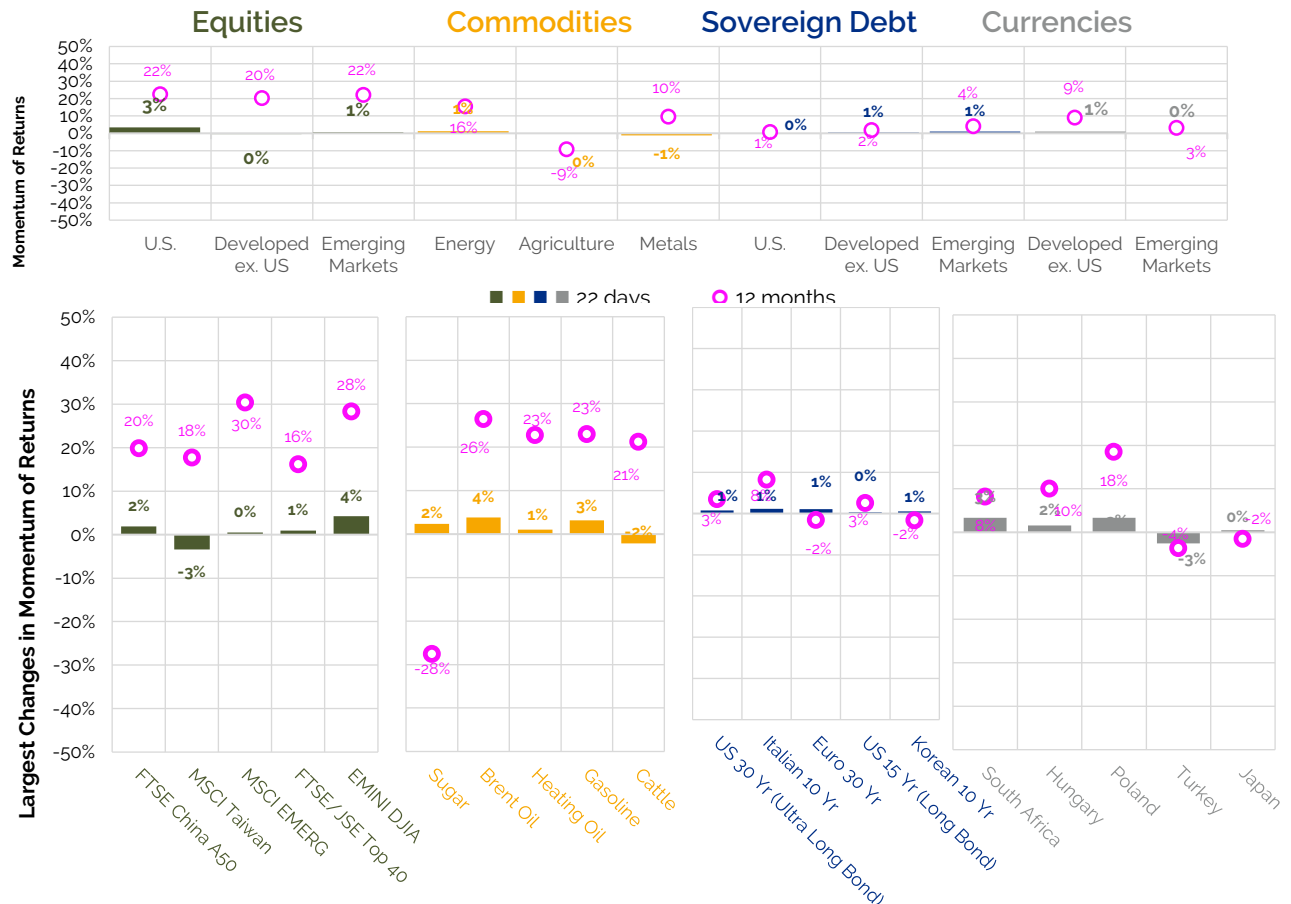 Equities Commodities Sovereign Debt Currencies
Momentum of Returns
50%
40%
30%
20%
10%
0%
-10%
-20%
-30%
-40%
-50%
22% 20% 22% 16% -9% 10% 1% 2% 4% 9% 3%
3% 0% 1% 1% 0% -1% 0% 1% 1% 1% 0%
U.S.
Developed
ex. US
Emerging
Markets
Energy
Agriculture
Metals
U.S.
Developed
ex. US
Emerging
Markets
Developed
ex. US
Emerging
Markets
22 days 12 months
Largest Changes in Momentum of Returns
50%
40%
30%
20%
10%
0%
-10%
-20%
-30%
-40%
-50%
20% 18% 30% 16% 28%
2% -3% 0% 1% 4%
FTSE China A50
MSCI Taiwan
MSCI EMERG
FTSE/JSE Top 40
EMINI DJIA
-28% 26% 23% 23% 21%
2% 4% 1% 3% -2%
Sugar
Brent Oil
Heating Oil
Gasoline
Cattle
3% 8% -2% 3% -2%
1% 1% 1% 0% 1%
US 30 Yr (Ultra Long Bond)
Italian 10 Yr
Euro 30 Yr
US 15 Yr (Long Bond)
Korean 10 Yr
8% 10% 18% -4% -2%
2% -3% 0%
South Africa
Hungary
Poland
Turkey
Japan